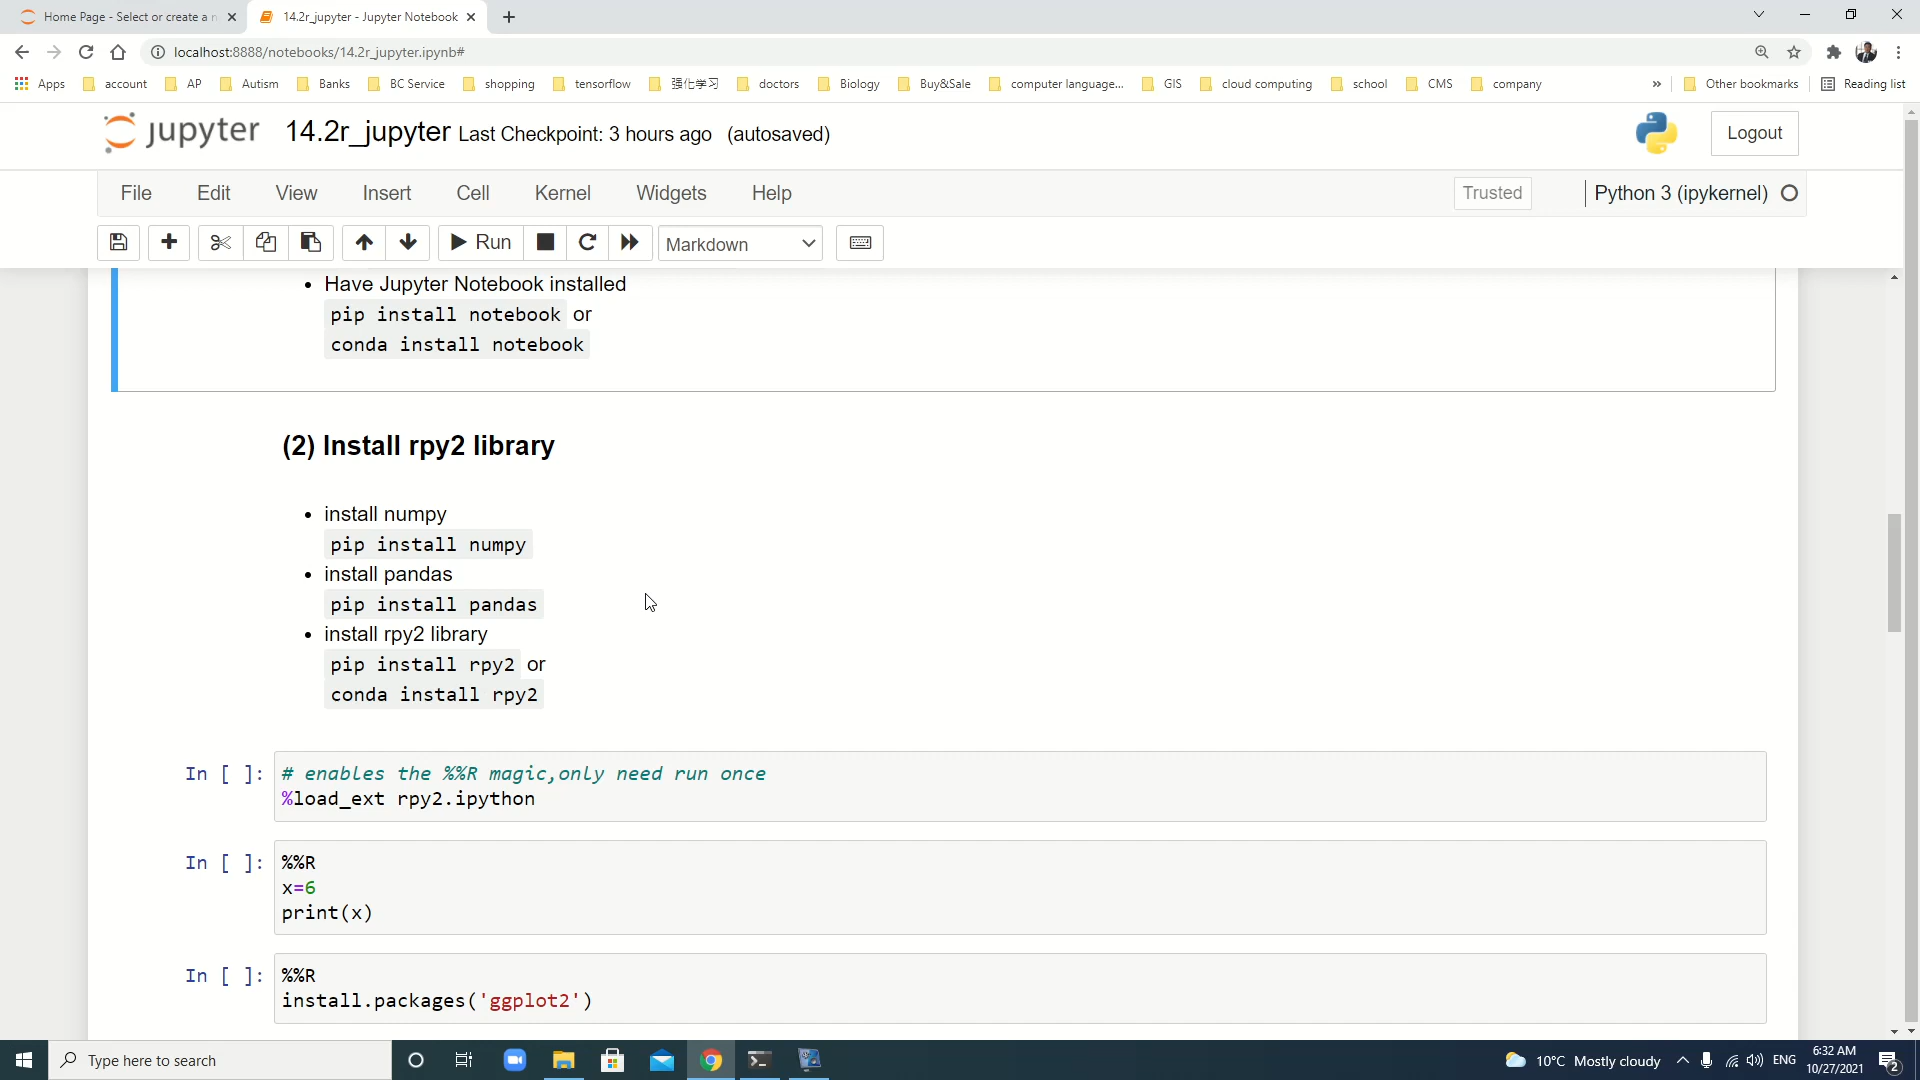 Home Page - Select or create a n
14.2r_jupyter - Jupyter Notebook
localhost:8888/notebooks/14.2r_jupyter.ipynb#
Apps account AP Autism Banks BC Service shopping tensorflow 强化学习 doctors Biology Buy&Sale computer language... GIS cloud computing school CMS company » Other bookmarks Reading list
jupyter 14.2r_jupyter Last Checkpoint: 3 hours ago (autosaved) Logout
File Edit View Insert Cell Kernel Widgets Help Trusted Python 3 (ipykernel)
Run Markdown
• Have Jupyter Notebook installed
pip install notebook or
conda install notebook
(2) Install rpy2 library
• install numpy
pip install numpy
• install pandas
pip install pandas
• install rpy2 library
pip install rpy2 or
conda install rpy2
In [ ]: # enables the %%R magic,only need run once
%load_ext rpy2.ipython
In [ ]: %%R
x=6
print(x)
In [ ]: %%R
install.packages('ggplot2')
Type here to search
10°C Mostly cloudy ENG 6:32 AM
10/27/2021
2